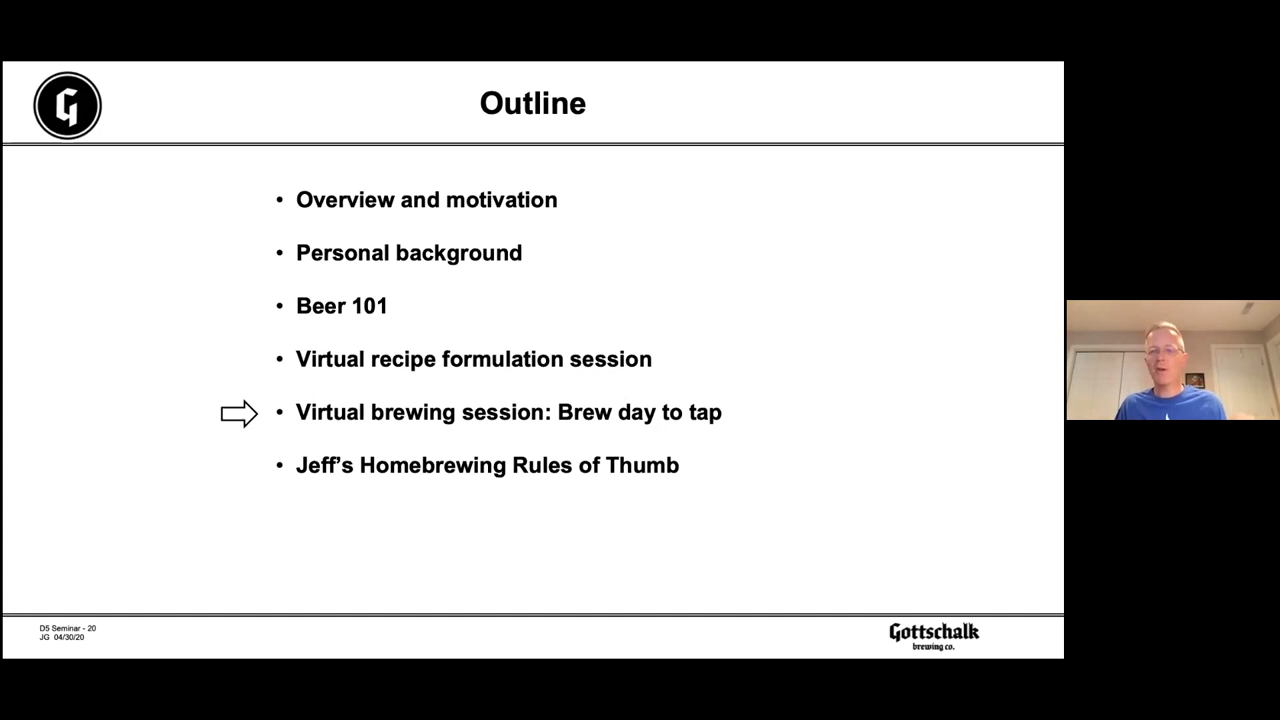 G
Outline
• Overview and motivation
• Personal background
• Beer 101
• Virtual recipe formulation session
• Virtual brewing session: Brew day to tap
• Jeff's Homebrewing Rules of Thumb
D5 Seminar - 20
JG 04/30/20
Gottschalk
brewing co.